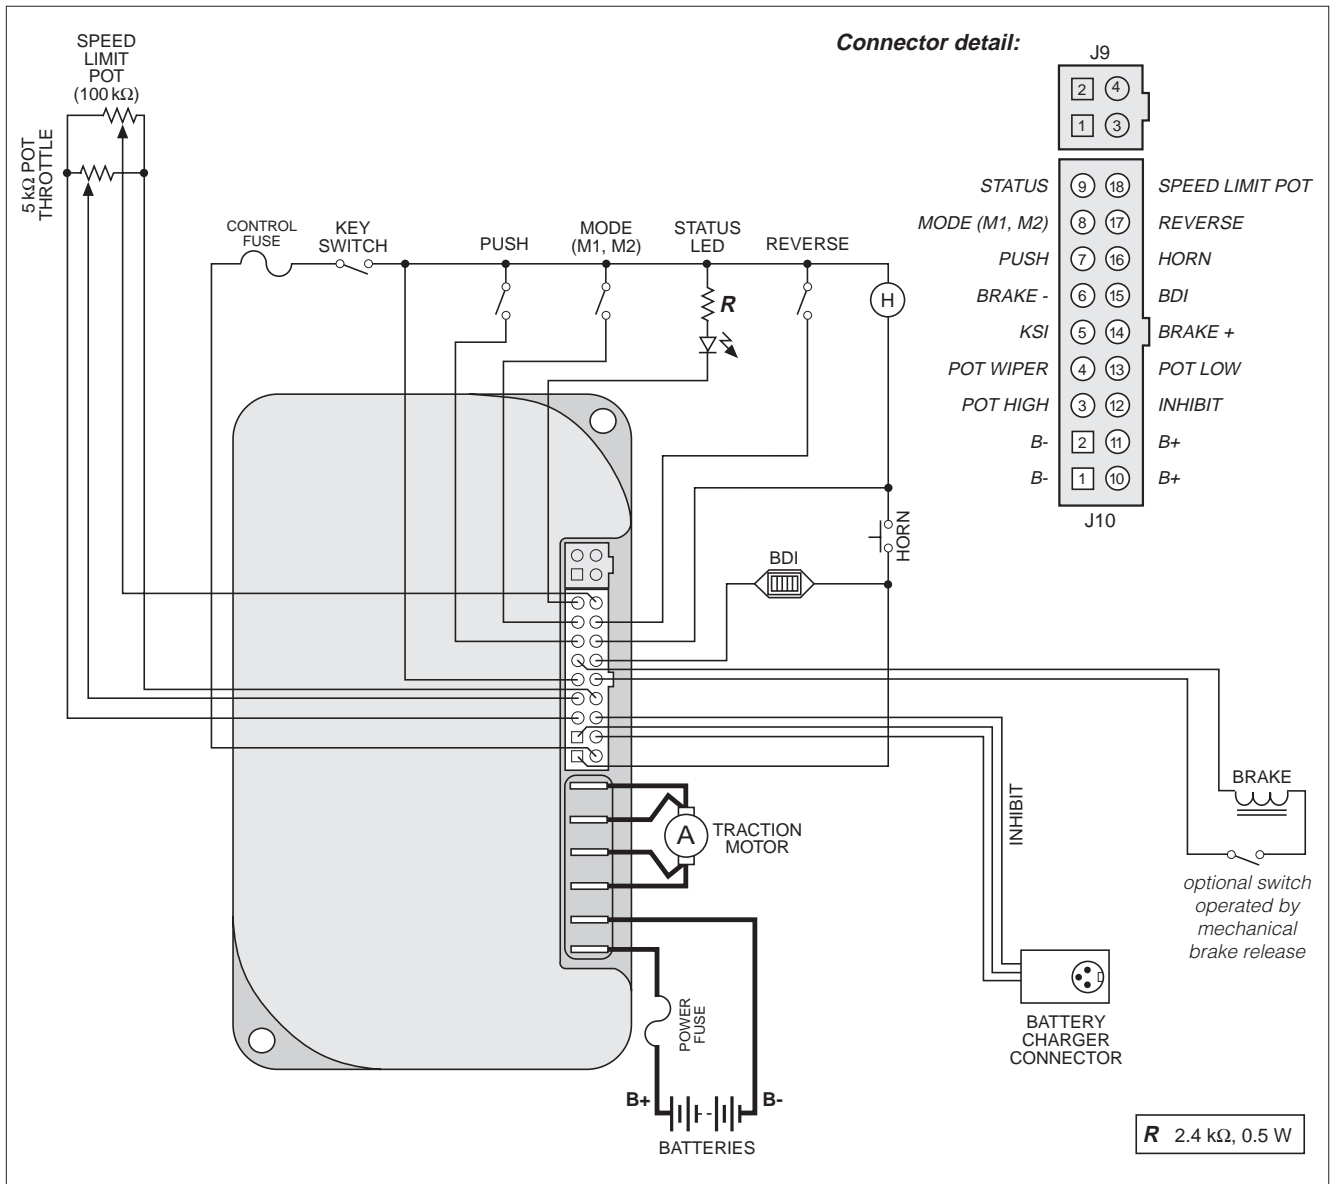 SPEED
LIMIT
POT
(100 kΩ)
5 kΩ POT
THROTTLE
Connector detail:
J9
2 4
1 3
STATUS 9 18 SPEED LIMIT POT
MODE (M1, M2) 8 17 REVERSE
PUSH 7 16 HORN
BRAKE - 6 15 BDI
KSI 5 14 BRAKE +
POT WIPER 4 13 POT LOW
POT HIGH 3 12 INHIBIT
B- 2 11 B+
B- 1 10 B+
J10
CONTROL
FUSE
KEY
SWITCH
PUSH
MODE
(M1, M2)
STATUS
LED
REVERSE
R
H
HORN
BDI
A
TRACTION
MOTOR
INHIBIT
BRAKE
optional switch
operated by
mechanical
brake release
POWER
FUSE
BATTERY
CHARGER
CONNECTOR
B+
B-
BATTERIES
R 2.4 kΩ, 0.5 W